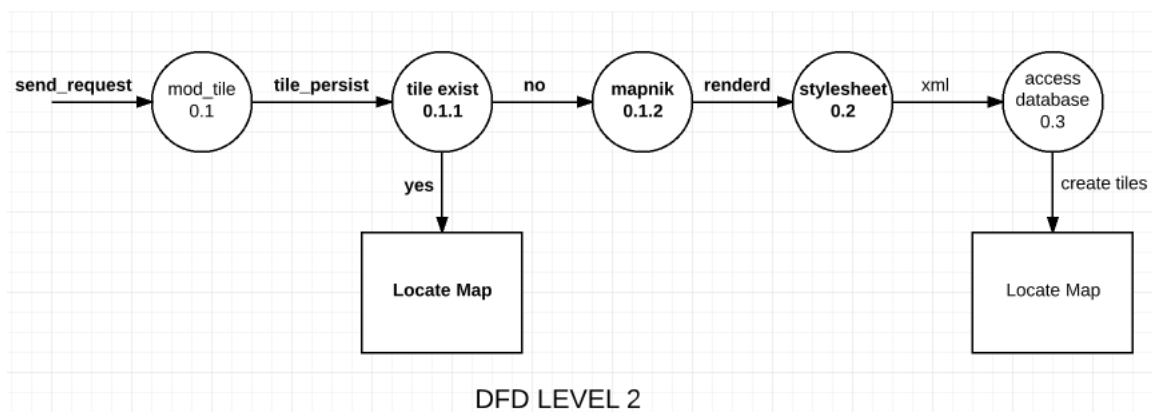 send_request
mod_tile
0.1
tile_persist
tile exist
0.1.1
no
mapnik
0.1.2
renderd
stylesheet
0.2
xml
access
database
0.3
yes
create tiles
Locate Map
Locate Map
DFD LEVEL 2